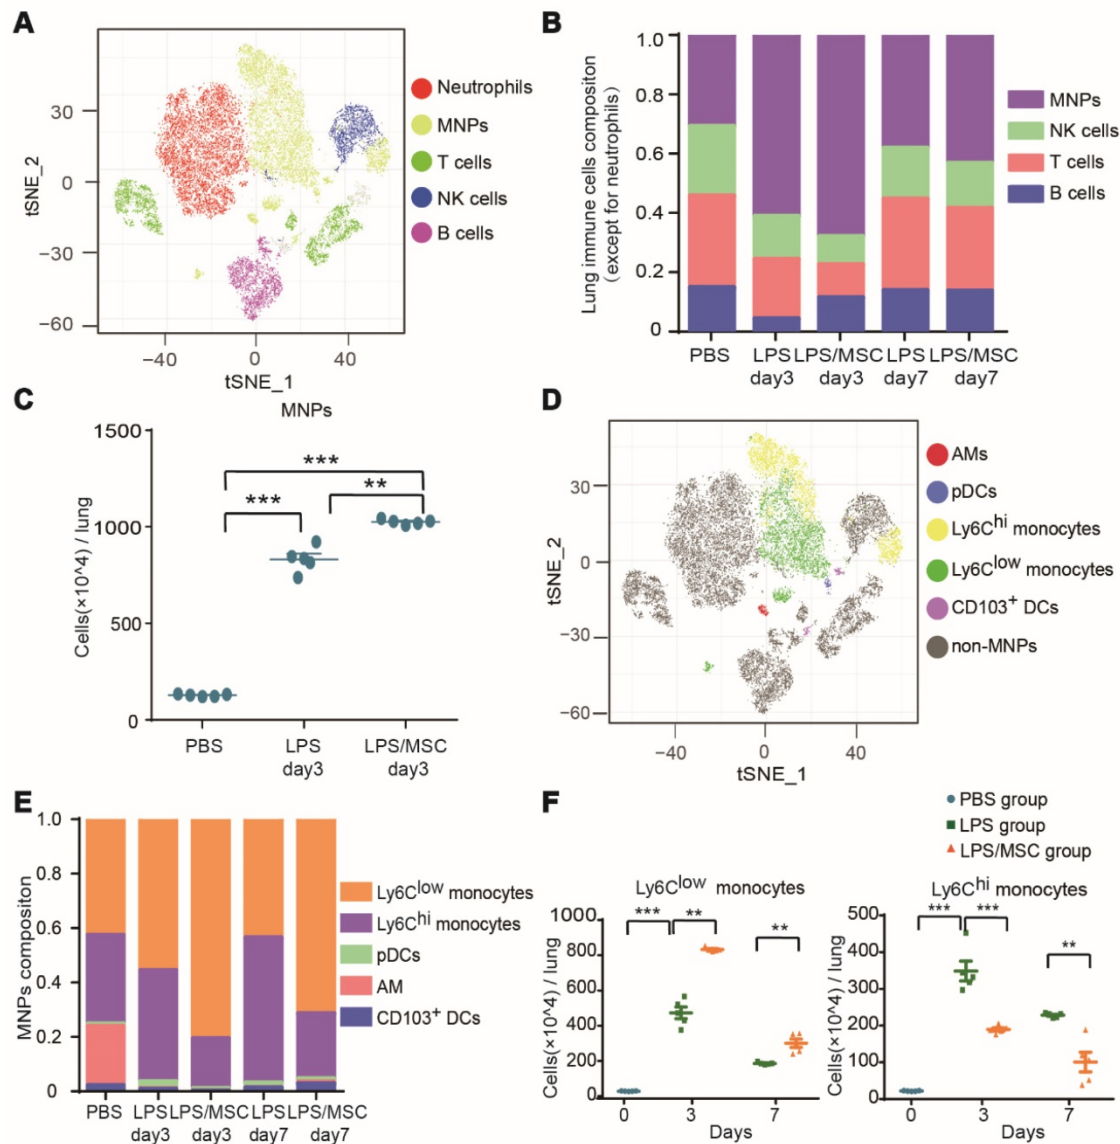 A
30
0
−30
−60
tSNE_2
−40
0
40
tSNE_1
Neutrophils
MNPs
T cells
NK cells
B cells
B
1.0
0.8
0.6
0.4
0.2
0
Lung immune cells compositon
(except for neutrophils)
PBS
LPS
day3
LPS/MSC
day3
LPS
day7
LPS/MSC
day7
MNPs
NK cells
T cells
B cells
C
MNPs
1500
1000
500
0
Cells(×10^4) / lung
***
***
**
PBS
LPS
day3
LPS/MSC
day3
D
30
0
−30
−60
tSNE_2
−40
0
40
tSNE_1
AMs
pDCs
Ly6Chi monocytes
Ly6Clow monocytes
CD103+ DCs
non-MNPs
E
1.0
0.8
0.6
0.4
0.2
0
MNPs compositon
PBS
LPS
day3
LPS/MSC
day3
LPS
day7
LPS/MSC
day7
Ly6Clow monocytes
Ly6Chi monocytes
pDCs
AM
CD103+ DCs
F
PBS group
LPS group
LPS/MSC group
Ly6Clow monocytes
1000
800
600
400
200
0
Cells(×10^4) / lung
***
**
**
0
3
7
Days
Ly6Chi monocytes
500
400
300
200
100
0
Cells(×10^4) / lung
***
***
**
0
3
7
Days